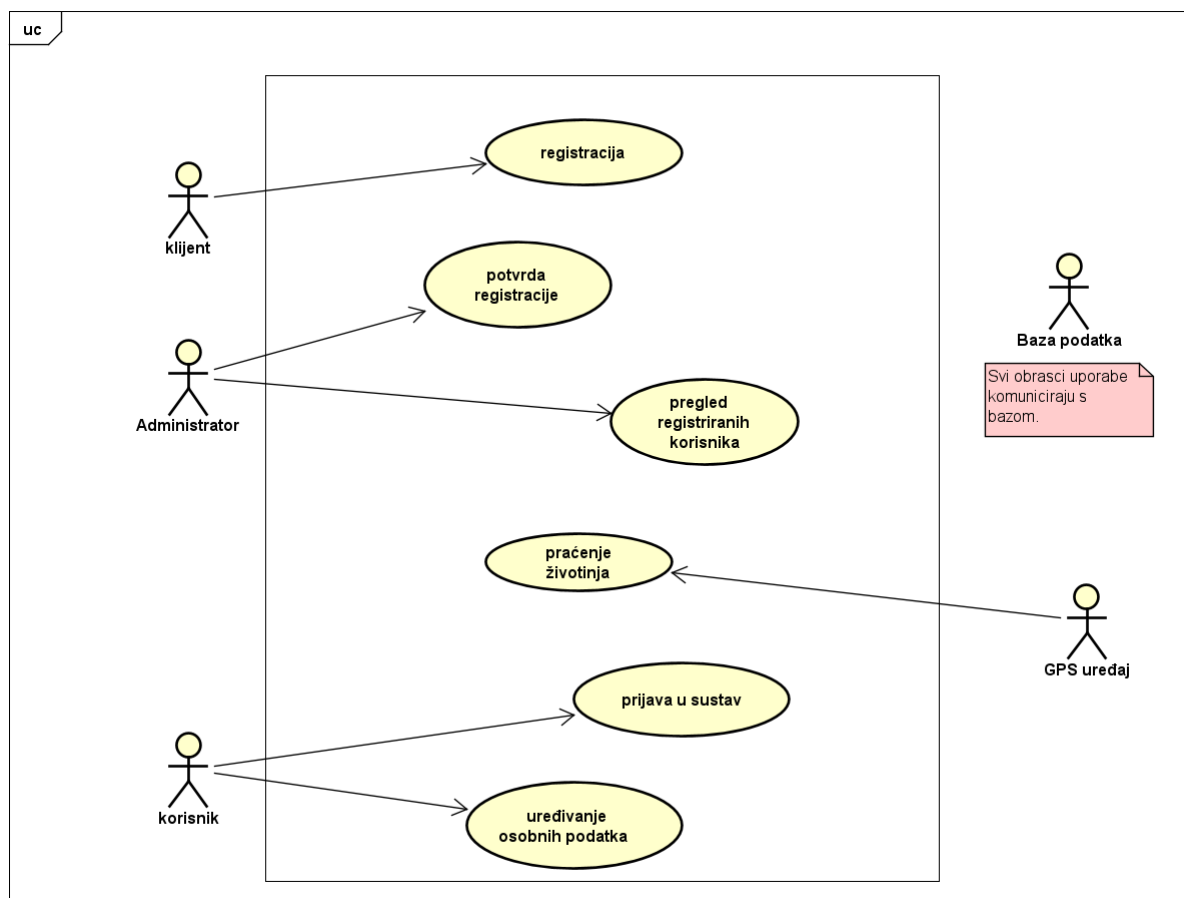 uc
registracija
klijent
potvrda
registracije
Administrator
pregled
registriranih
korisnika
Baza podatka
Svi obrasci uporabe
komuniciraju s
bazom.
praćenje
životinja
GPS uređaj
prijava u sustav
korisnik
uređivanje
osobnih podatka